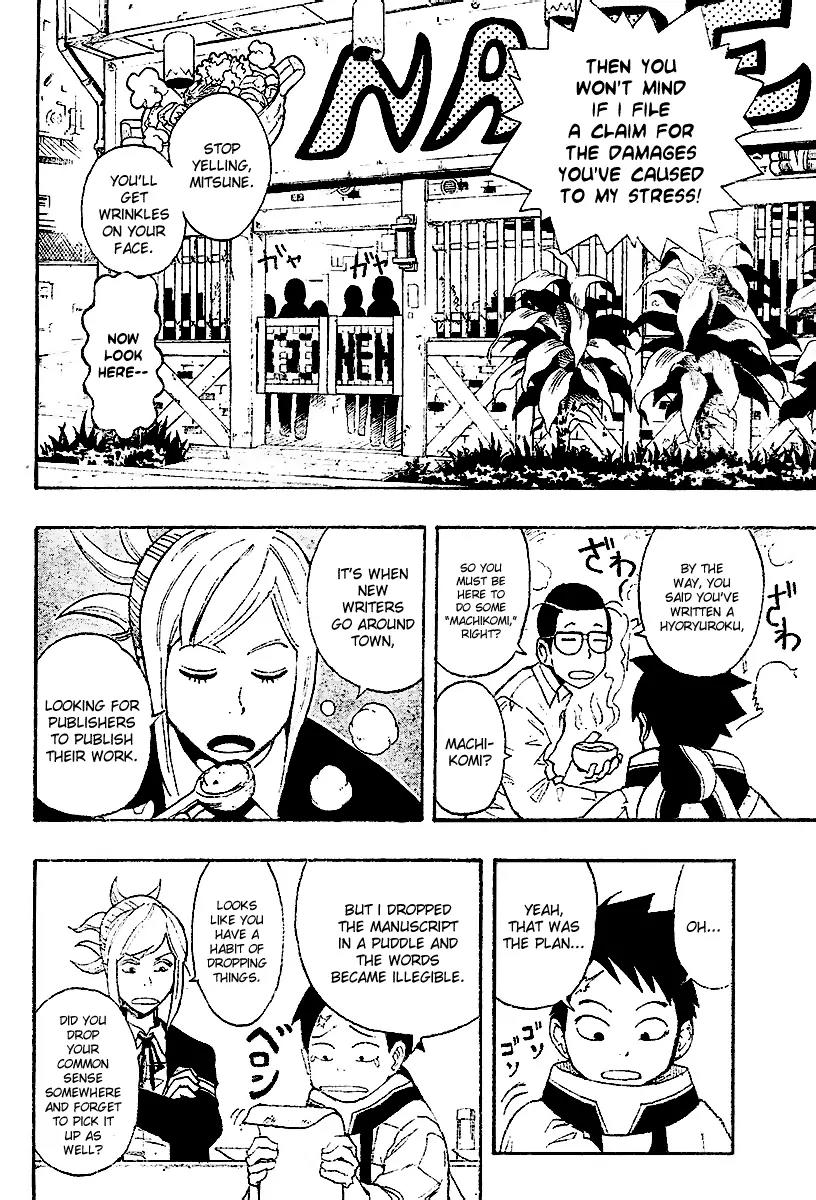 NA
E
THEN YOU
WON'T MIND
IF I FILE
A CLAIM FOR
THE DAMAGES
YOU'VE CAUSED
TO MY STRESS!
STOP
YELLING,
MITSUNE.
YOU'LL
GET
WRINKLES
ON YOUR
FACE.
NOW
LOOK
HERE--
ガヤ
ガヤ
MEN
BY THE
WAY, YOU
SAID YOU'VE
WRITTEN A
HYORYUROKU,
SO YOU
MUST BE
HERE TO
DO SOME
"MACHIKOMI,"
RIGHT?
ざわ
ざわ
MACHI-
KOMI?
IT'S WHEN
NEW
WRITERS
GO AROUND
TOWN,
LOOKING FOR
PUBLISHERS
TO PUBLISH
THEIR WORK.
OH...
YEAH,
THAT WAS
THE PLAN...
ゴソ
ゴソ
BUT I DROPPED
THE MANUSCRIPT
IN A PUDDLE AND
THE WORDS
BECAME ILLEGIBLE.
ベロン
LOOKS
LIKE YOU
HAVE A
HABIT OF
DROPPING
THINGS.
DID YOU
DROP
YOUR
COMMON
SENSE
SOMEWHERE
AND FORGET
TO PICK IT
UP AS
WELL?